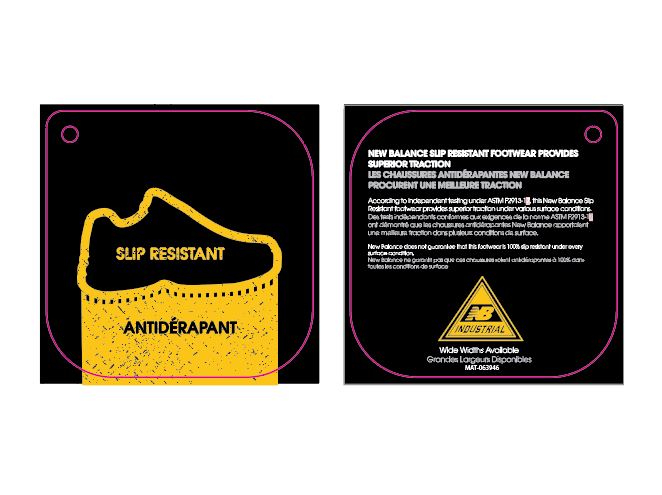 SLIP RESISTANT
ANTIDÉRAPANT
NEW BALANCE SLIP RESISTANT FOOTWEAR PROVIDES
SUPERIOR TRACTION
LES CHAUSSURES ANTIDÉRAPANTES NEW BALANCE
PROCURENT UNE MEILLEURE TRACTION
According to independent testing under ASTM F2913-1 , this New Balance Slip
Resistant footwear provides superior traction under various surface conditions.
Des tests indépendants conformes aux exigences de la norme ASTM F2913-1
ont démontré que les chaussures antidérapantes New Balance apportaient
une meilleure traction dans plusieurs conditions de surface.
New Balance does not guarantee that this footwear is 100% slip resistant under every
surface condition.
New Balance ne garantit pas que ces chaussures soient antidérapantes à 100% dans
toutes les conditions de surface
NB
INDUSTRIAL
Wide Widths Available
Grandes Largeurs Disponibles
MAT-063946